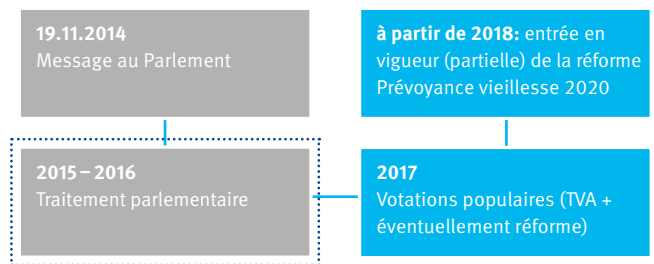 19.11.2014
Message au Parlement
2015 – 2016
Traitement parlementaire
2017
Votations populaires (TVA +
éventuellement réforme)
à partir de 2018: entrée en
vigueur (partielle) de la réforme
Prévoyance vieillesse 2020